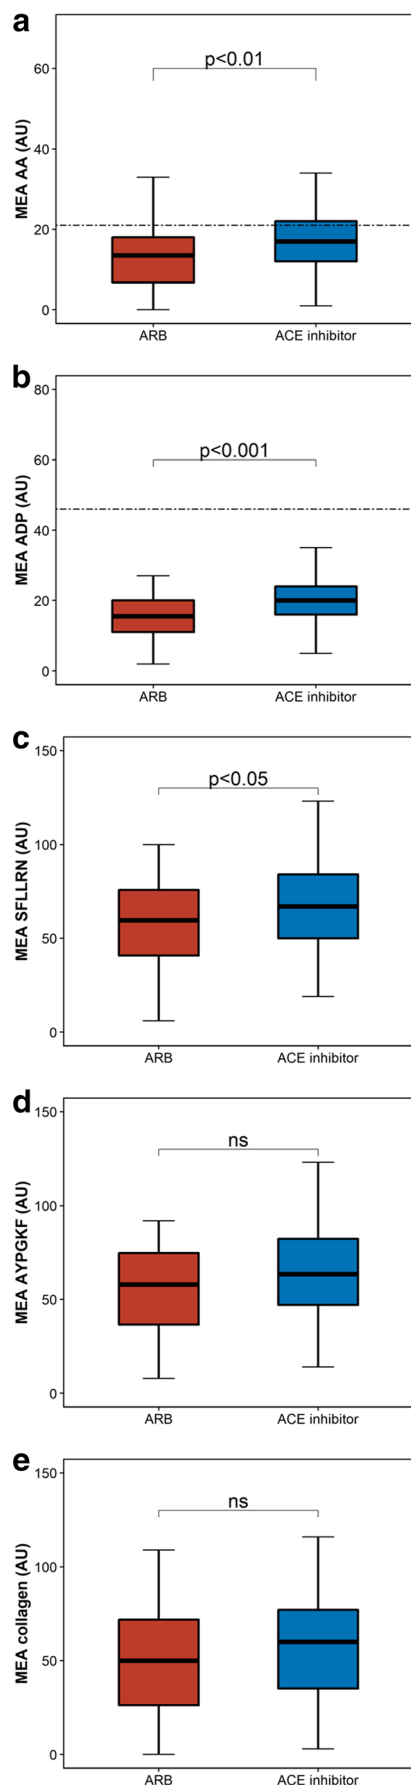 a
MEA AA (AU)
60
40
20
0
p<0.01
ARB ACE inhibitor
b
MEA ADP (AU)
80
60
40
20
0
p<0.001
ARB ACE inhibitor
c
MEA SFLLRN (AU)
150
100
50
0
p<0.05
ARB ACE inhibitor
d
MEA AYPGKF (AU)
150
100
50
0
ns
ARB ACE inhibitor
e
MEA collagen (AU)
150
100
50
0
ns
ARB ACE inhibitor